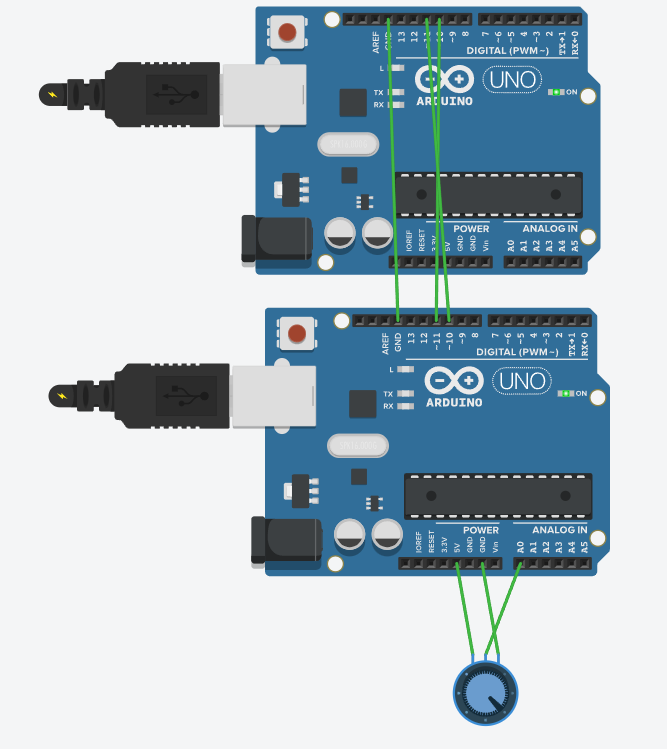 AREF
GND
13
12
~11
~10
~9
8
7
~6
~5
4
~3
2
TX→1
RX←0
DIGITAL (PWM~)
L
TX
RX
ARDUINO
UNO
ON
POWER
ANALOG IN
IOREF
RESET
3.3V
5V
GND
GND
Vin
A0
A1
A2
A3
A4
A5
AREF
GND
13
12
~11
~10
~9
8
7
~6
~5
4
~3
2
TX→1
RX←0
DIGITAL (PWM~)
L
TX
RX
ARDUINO
UNO
ON
POWER
ANALOG IN
IOREF
RESET
3.3V
5V
GND
GND
Vin
A0
A1
A2
A3
A4
A5